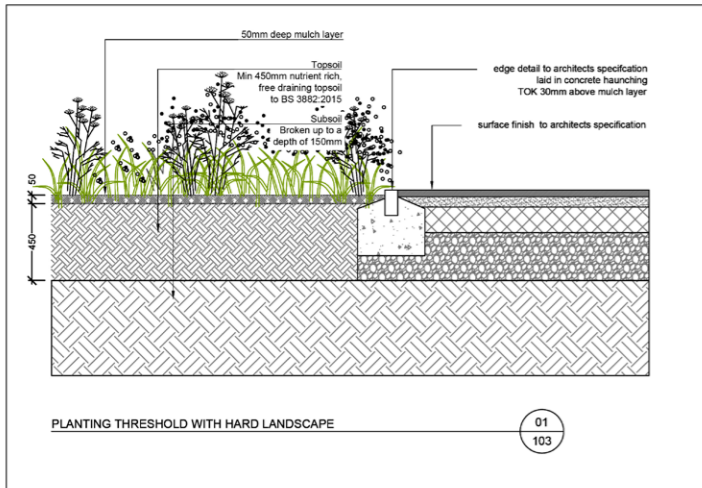 50mm deep mulch layer
Topsoil
Min 450mm nutrient rich,
free draining topsoil
to BS 3882:2015
Subsoil
Broken up to a
depth of 150mm
edge detail to architects specifcation
laid in concrete haunching
TOK 30mm above mulch layer
surface finish to architects specification
50
450
PLANTING THRESHOLD WITH HARD LANDSCAPE
01
103